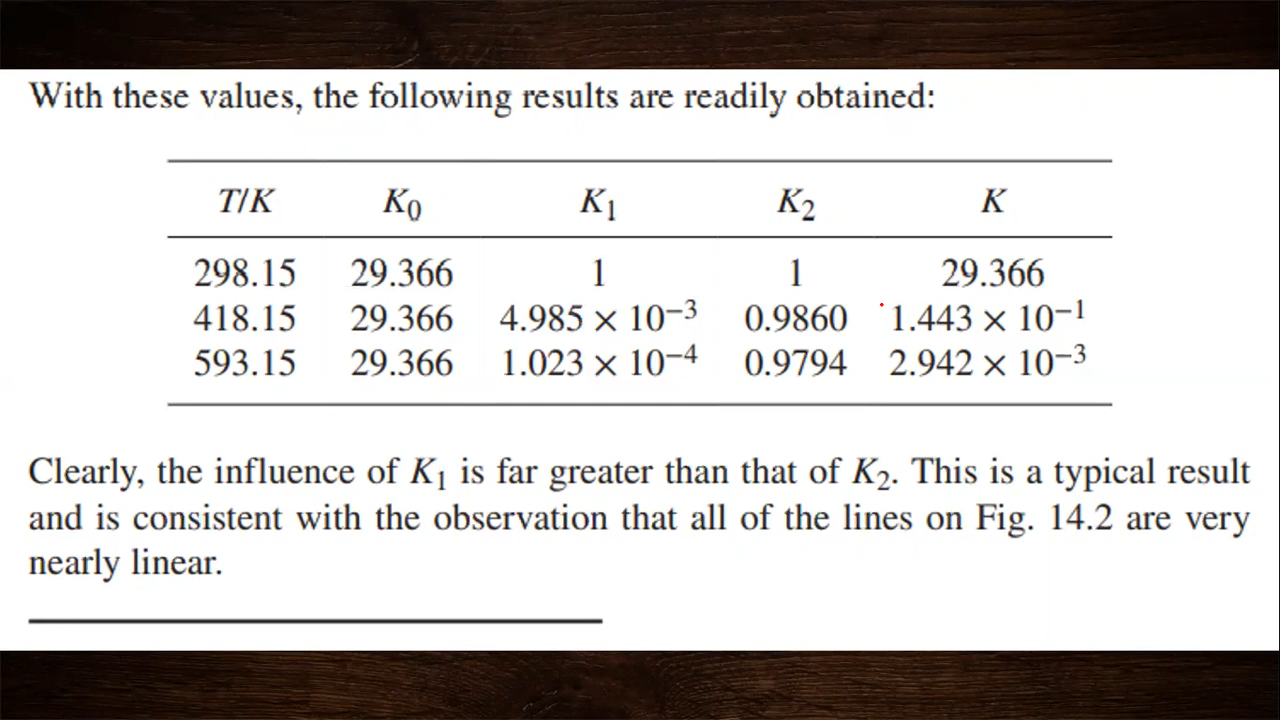 With these values, the following results are readily obtained:
T/K K₀ K₁ K₂ K
298.15 29.366 1 1 29.366
418.15 29.366 4.985 × 10⁻³ 0.9860 1.443 × 10⁻¹
593.15 29.366 1.023 × 10⁻⁴ 0.9794 2.942 × 10⁻³
Clearly, the influence of K₁ is far greater than that of K₂. This is a typical result
and is consistent with the observation that all of the lines on Fig. 14.2 are very
nearly linear.